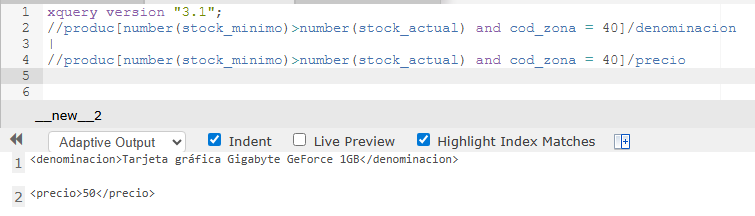 1 xquery version "3.1";
2 //produc[number(stock_minimo)>number(stock_actual) and cod_zona = 40]/denominacion
3 |
4 //produc[number(stock_minimo)>number(stock_actual) and cod_zona = 40]/precio
5
6
__new__2
Adaptive Output Indent Live Preview Highlight Index Matches
1 <denominacion>Tarjeta gráfica Gigabyte GeForce 1GB</denominacion>
2 <precio>50</precio>